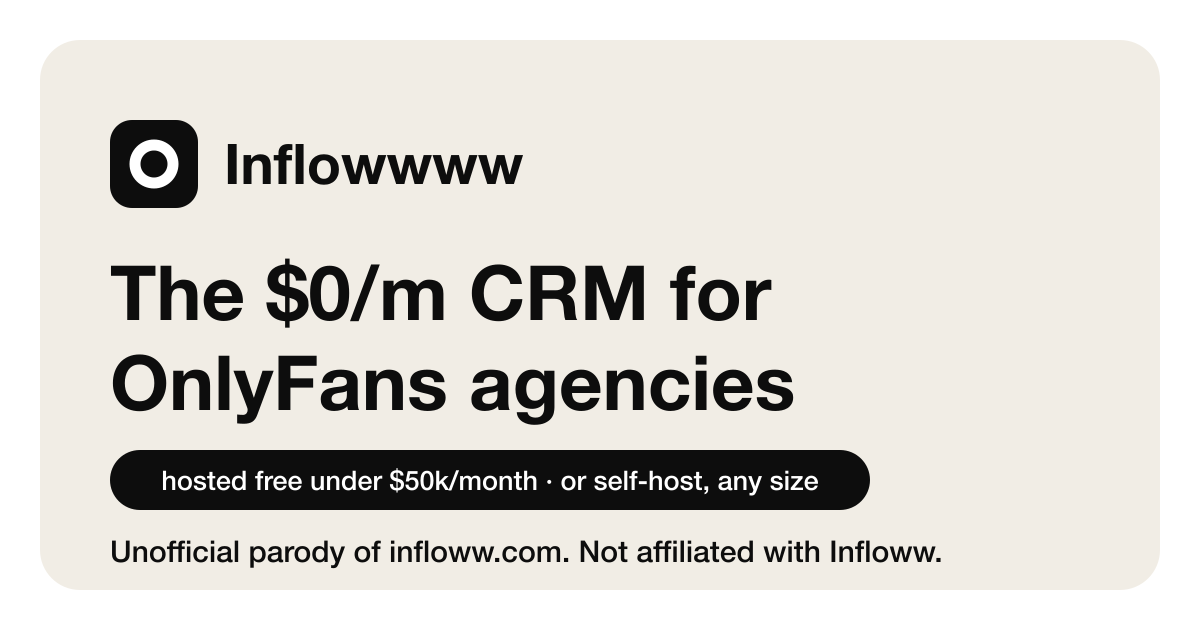 Inflowwww
The $0/m CRM for
OnlyFans agencies
hosted free under $50k/month · or self-host, any size
Unofficial parody of infloww.com. Not affiliated with Infloww.